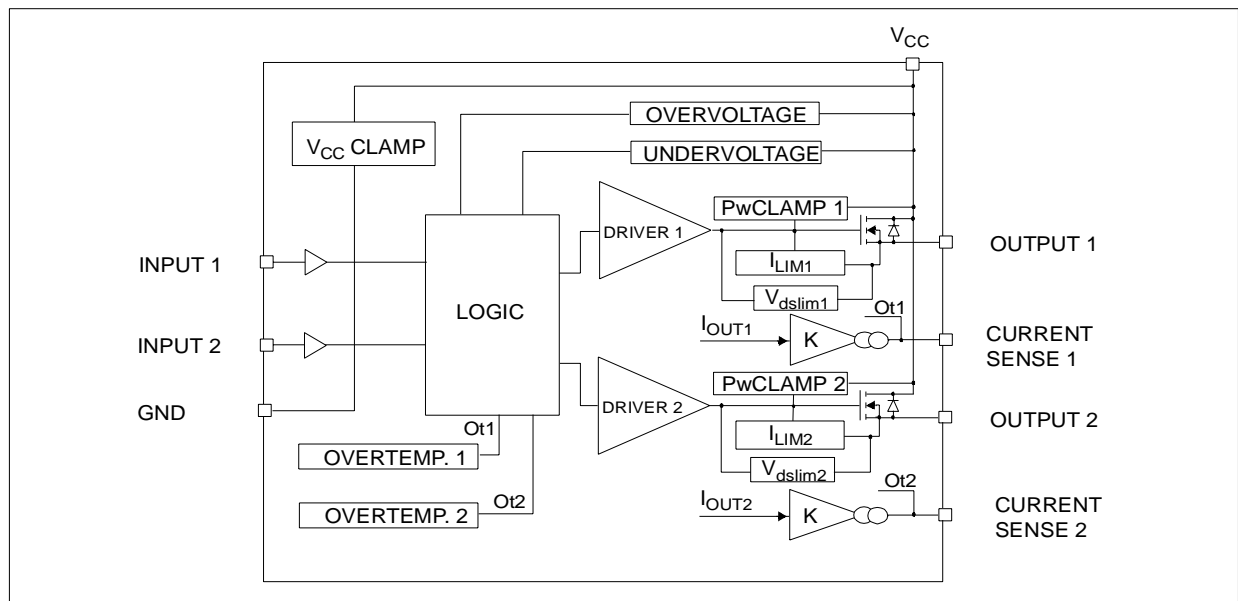 VCC
OVERVOLTAGE
VCC CLAMP
UNDERVOLTAGE
PwCLAMP 1
DRIVER 1
OUTPUT 1
INPUT 1
ILIM1
Vdslim1
LOGIC
Ot1
IOUT1
K
CURRENT
SENSE 1
INPUT 2
PwCLAMP 2
GND
DRIVER 2
OUTPUT 2
Ot1
ILIM2
OVERTEMP. 1
Vdslim2
Ot2
Ot2
IOUT2
K
CURRENT
SENSE 2
OVERTEMP. 2